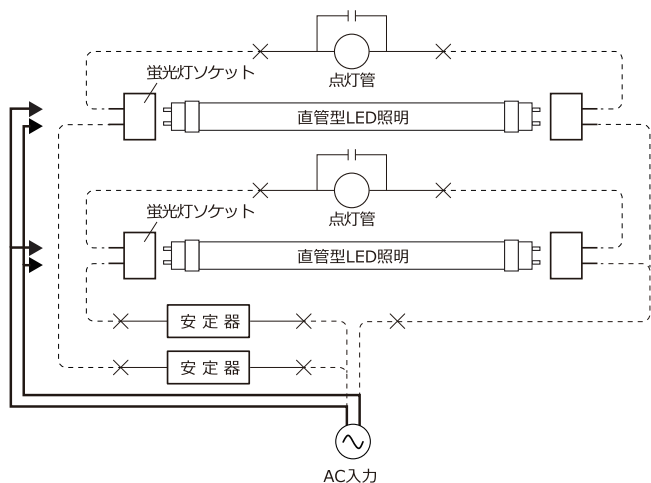 点灯管
蛍光灯ソケット
直管型LED照明
点灯管
蛍光灯ソケット
直管型LED照明
安定器
安定器
AC入力